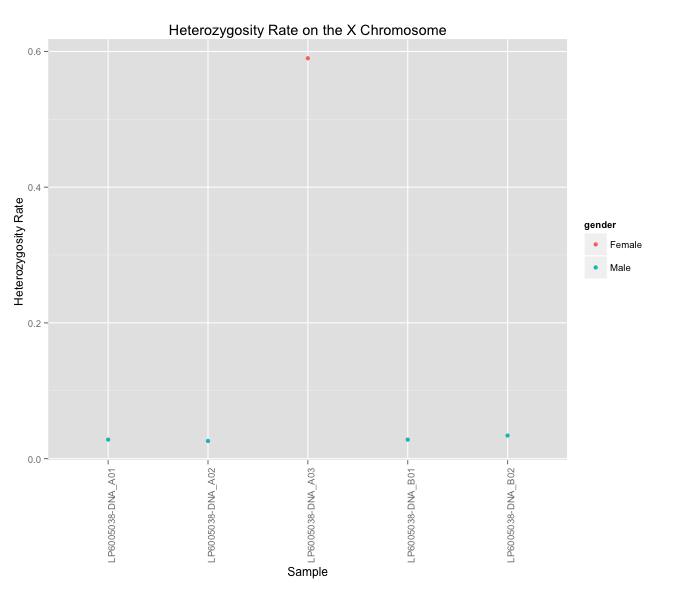 Heterozygosity Rate on the X Chromosome
0.6
0.4
0.2
0.0
Heterozygosity Rate
LP6005038-DNA_A01
LP6005038-DNA_A02
LP6005038-DNA_A03
LP6005038-DNA_B01
LP6005038-DNA_B02
Sample
gender
Female
Male